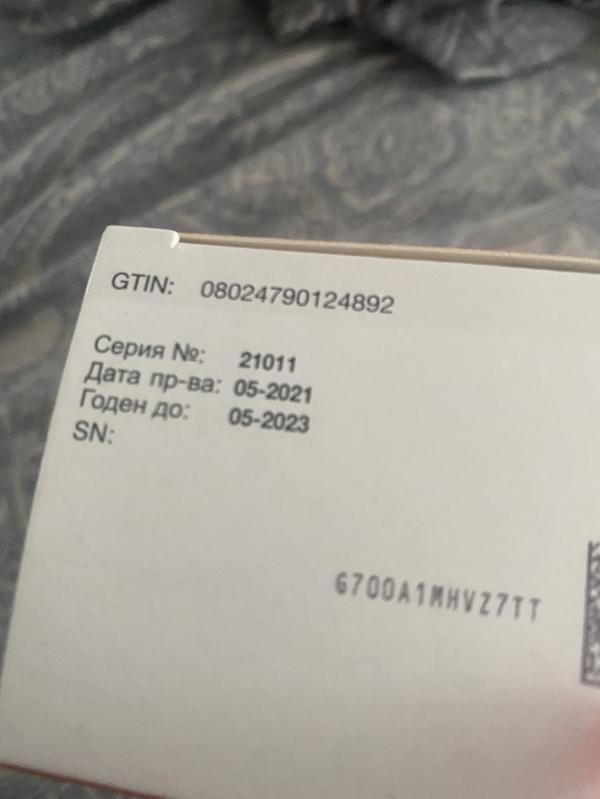 GTIN: 08024790124892
Серия №: 21011
Дата пр-ва: 05-2021
Годен до: 05-2023
SN:
6700A1MHVZ7TT